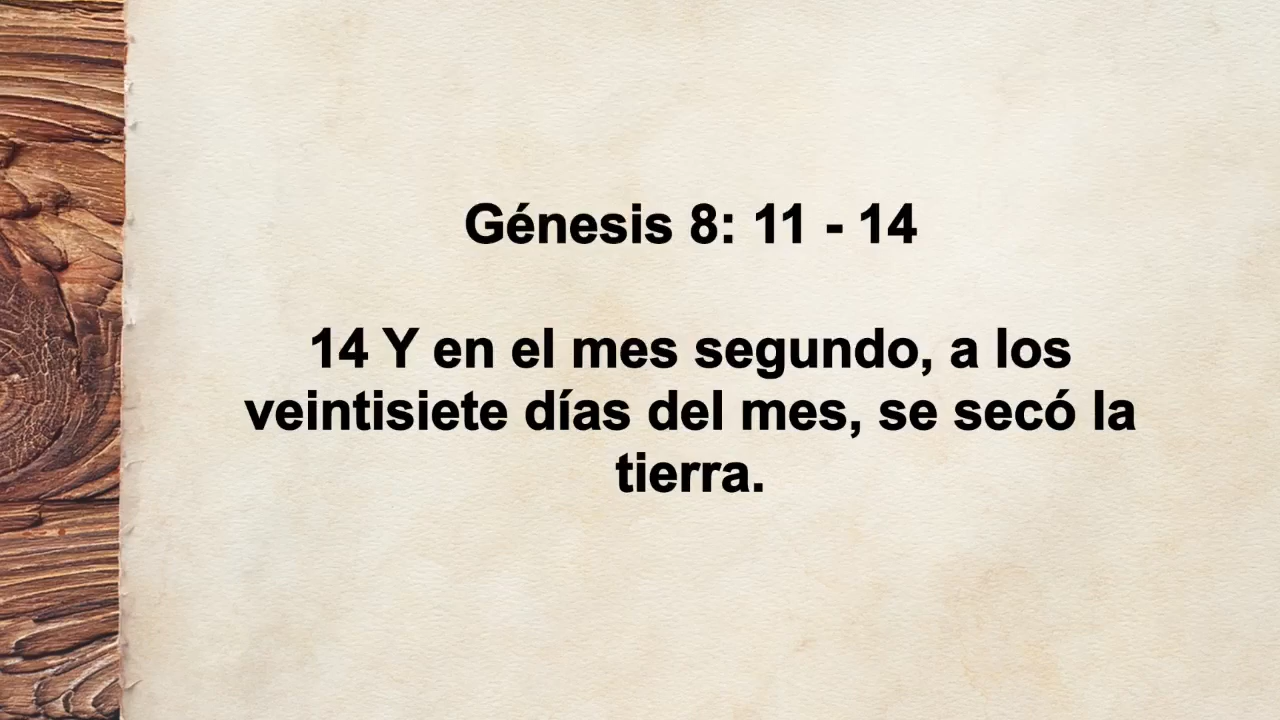 Génesis 8: 11 - 14
14 Y en el mes segundo, a los
veintisiete días del mes, se secó la
tierra.